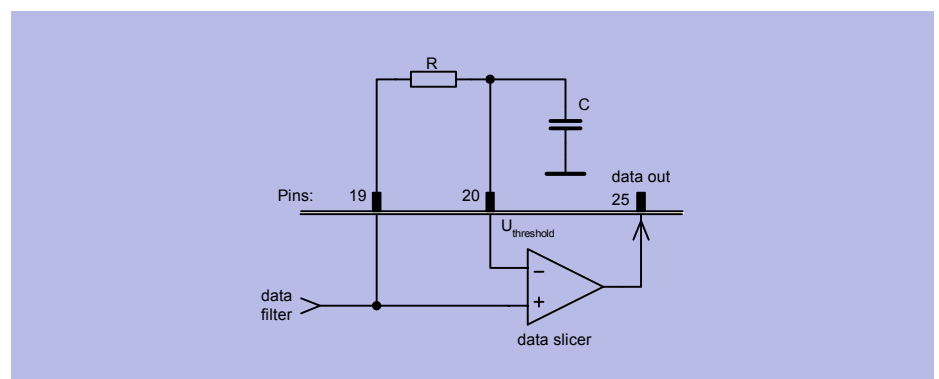 R
C
data out
Pins: 19 20 25
U threshold
−
+
data
filter
data slicer